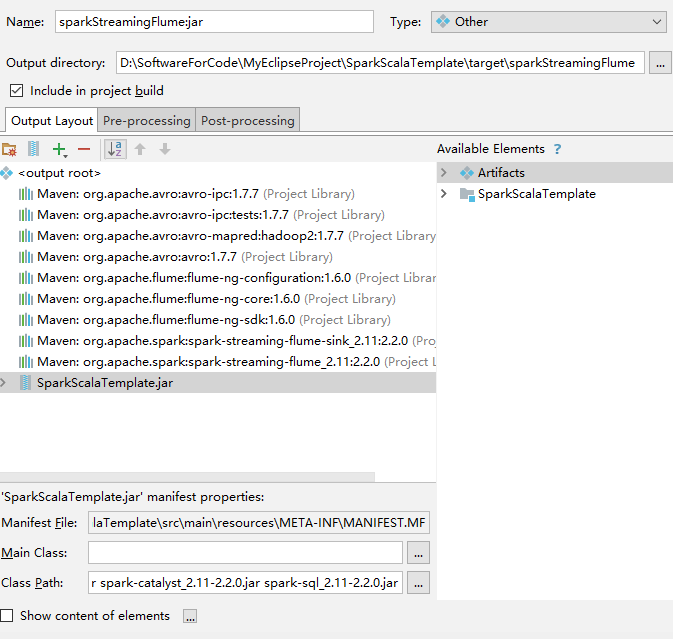 Name: sparkStreamingFlume:jar Type: Other
Output directory: D:\SoftwareForCode\MyEclipseProject\SparkScalaTemplate\target\sparkStreamingFlume ...
Include in project build
Output Layout Pre-processing Post-processing
Available Elements ?
<output root>
Maven: org.apache.avro:avro-ipc:1.7.7 (Project Library)
Maven: org.apache.avro:avro-ipc:tests:1.7.7 (Project Library)
Maven: org.apache.avro:avro-mapred:hadoop2:1.7.7 (Project Library
Maven: org.apache.avro:avro:1.7.7 (Project Library)
Maven: org.apache.flume:flume-ng-configuration:1.6.0 (Project Librar
Maven: org.apache.flume:flume-ng-core:1.6.0 (Project Library)
Maven: org.apache.flume:flume-ng-sdk:1.6.0 (Project Library)
Maven: org.apache.spark:spark-streaming-flume-sink_2.11:2.2.0 (Proj
Maven: org.apache.spark:spark-streaming-flume_2.11:2.2.0 (Project L
SparkScalaTemplate.jar
Artifacts
SparkScalaTemplate
'SparkScalaTemplate.jar' manifest properties:
Manifest File: laTemplate\src\main\resources\META-INF\MANIFEST.MF
Main Class: ...
Class Path: r spark-catalyst_2.11-2.2.0.jar spark-sql_2.11-2.2.0.jar ...
Show content of elements ...